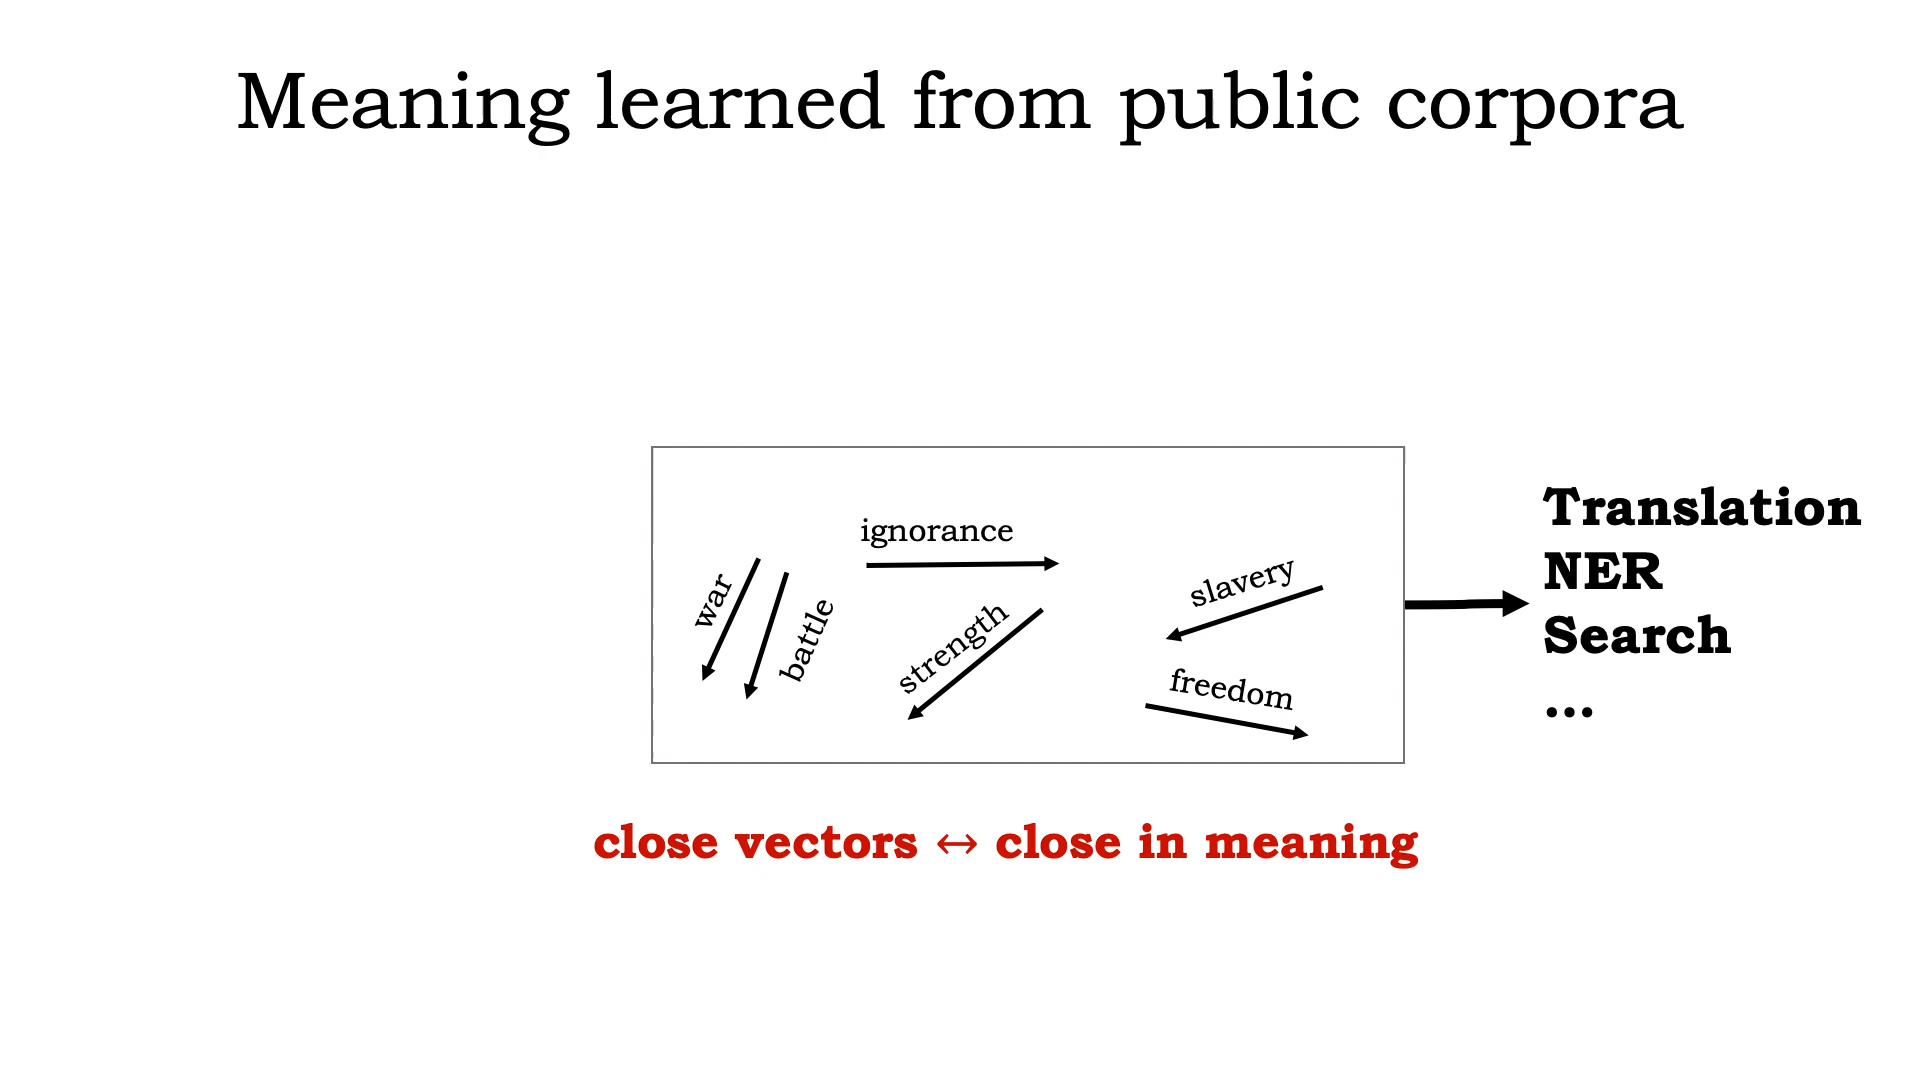 Meaning learned from public corpora
ignorance
war
battle
strength
slavery
freedom
Translation
NER
Search
...
close vectors ↔ close in meaning